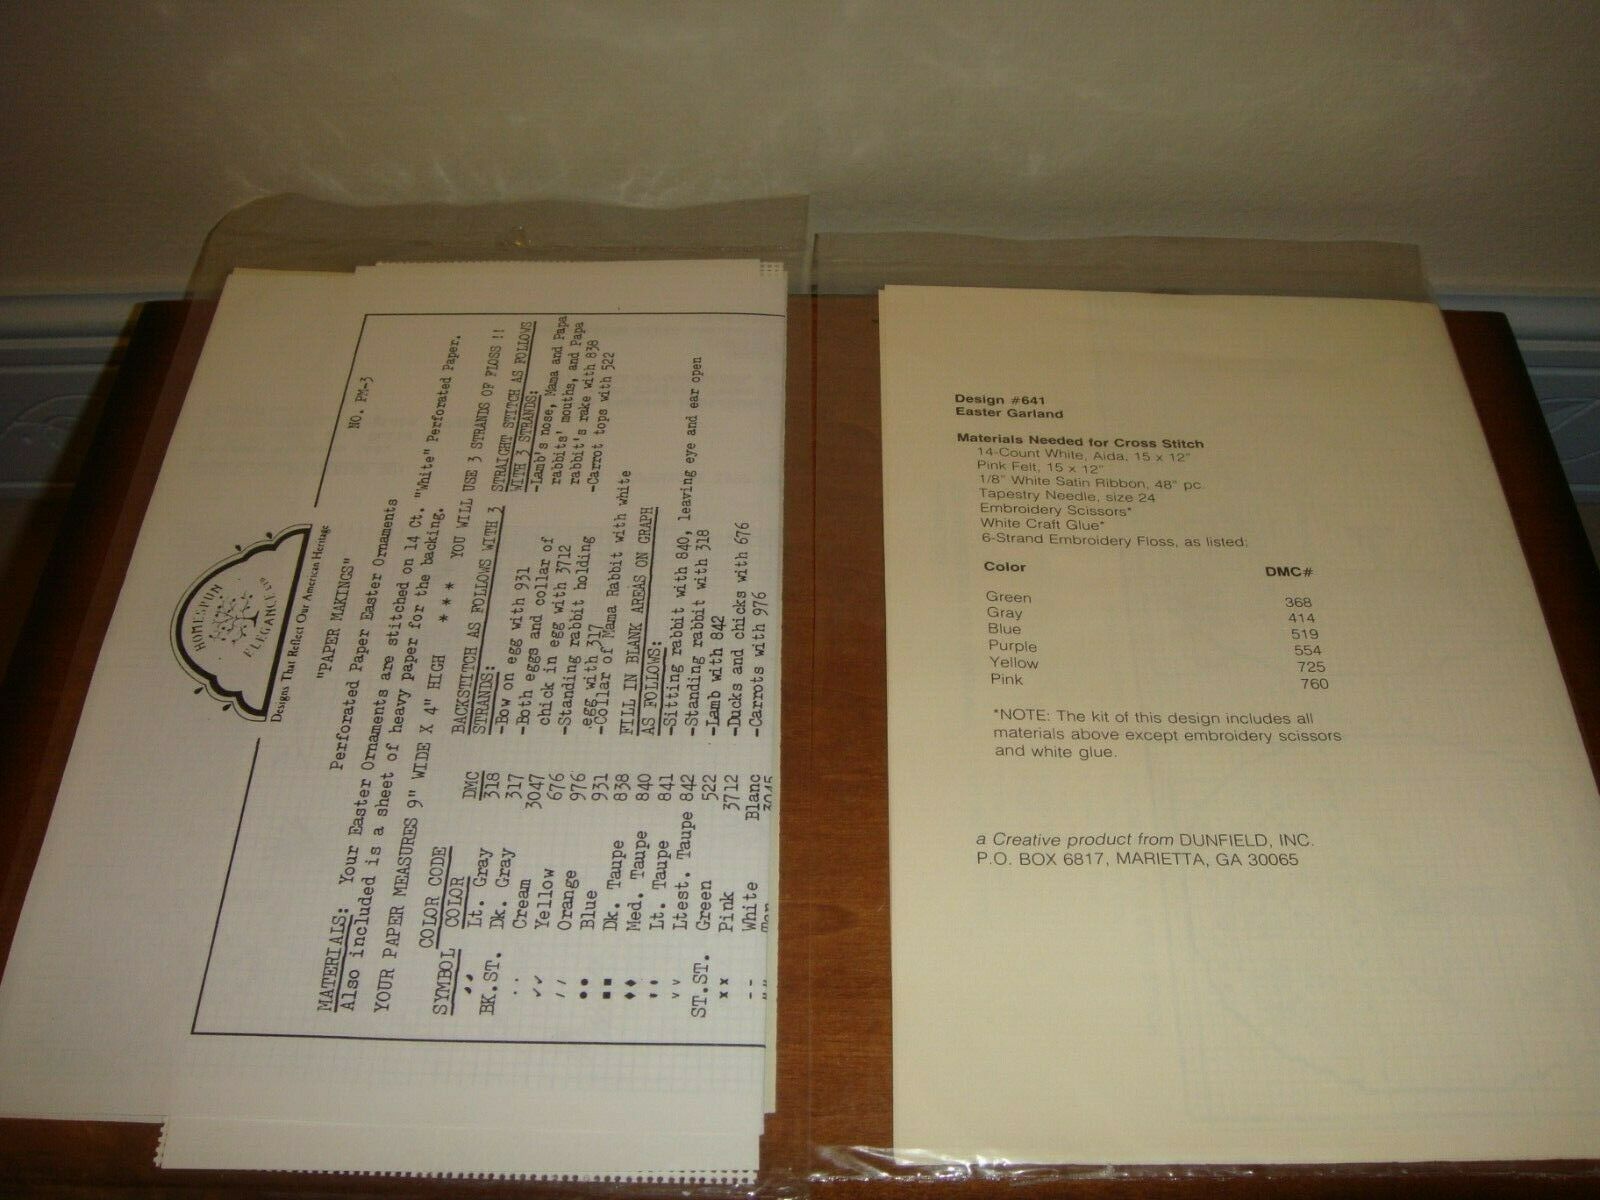 NO. PM-3
HOMESPUN
ELEGANCE LTD
Designs That Reflect Our American Heritage
"PAPER MAKINGS"
Perforated Paper Easter Ornaments
MATERIALS: Your Easter Ornaments are stitched on 14 Ct. "White" Perforated Paper.
Also included is a sheet of heavy paper for the backing.
YOUR PAPER MEASURES 9" WIDE X 4" HIGH * * * YOU WILL USE 3 STRANDS OF FLOSS !!
COLOR CODE
SYMBOL COLOR DMC
Lt. Gray 318
BK.ST. Dk. Gray 317
Cream 3047
Yellow 676
Orange 976
Blue 931
Dk. Taupe 838
Med. Taupe 840
Lt. Taupe 841
Ltest. Taupe 842
ST.ST. Green 522
Pink 3712
White Blanc
BACKSTITCH AS FOLLOWS WITH 3
STRANDS:
-Bow on egg with 931
-Both eggs and collar of
chick in egg with 3712
-Standing rabbit holding
egg with 317
-Collar of Mama Rabbit with white
FILL IN BLANK AREAS ON GRAPH
AS FOLLOWS:
-Sitting rabbit with 840, leaving eye and ear open
-Standing rabbit with 318
-Lamb with 842
-Ducks and chicks with 676
-Carrots with 976
STRAIGHT STITCH AS FOLLOWS
WITH 3 STRANDS:
-Lamb's nose, Mama and Papa
rabbits' mouths, and Papa
rabbit's rake with 838
-Carrot tops with 522
Design #641
Easter Garland
Materials Needed for Cross Stitch
14-Count White, Aida, 15 x 12"
Pink Felt, 15 x 12"
1/8" White Satin Ribbon, 48" pc.
Tapestry Needle, size 24
Embroidery Scissors*
White Craft Glue*
6-Strand Embroidery Floss, as listed:
Color DMC#
Green 368
Gray 414
Blue 519
Purple 554
Yellow 725
Pink 760
*NOTE: The kit of this design includes all
materials above except embroidery scissors
and white glue.
a Creative product from DUNFIELD, INC.
P.O. BOX 6817, MARIETTA, GA 30065